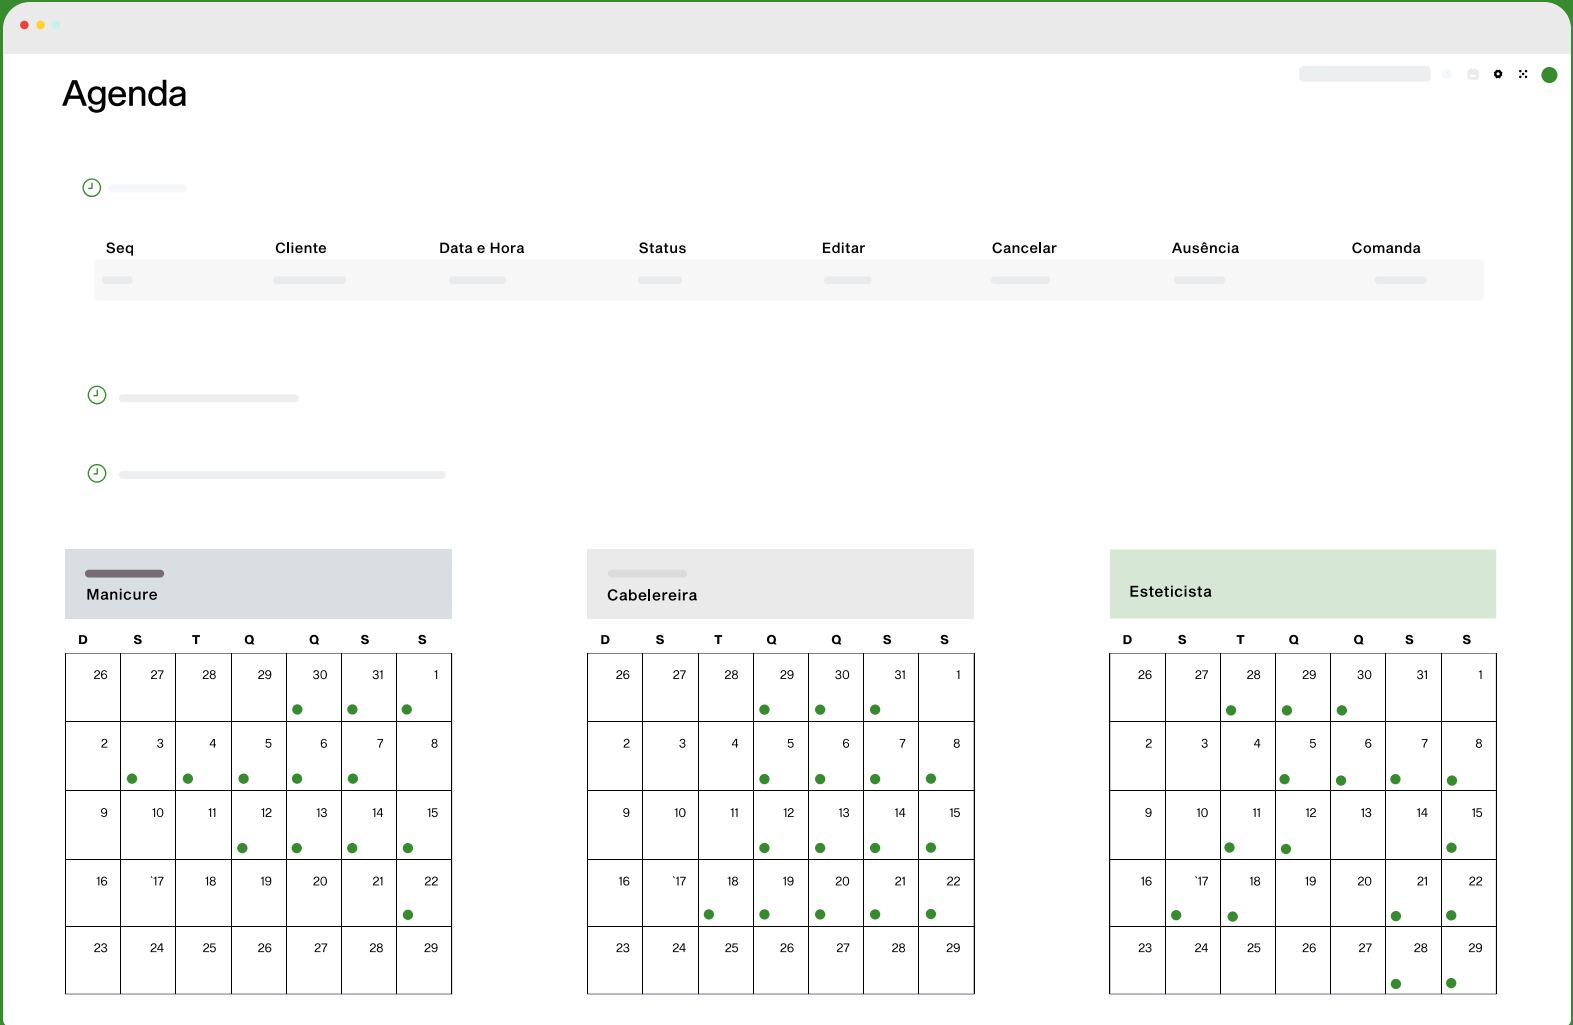 Agenda
Seq Cliente Data e Hora Status Editar Cancelar Ausência Comanda
Manicure
D S T Q Q S S
26 27 28 29 30 31 1
2 3 4 5 6 7 8
9 10 11 12 13 14 15
16 `17 18 19 20 21 22
23 24 25 26 27 28 29
Cabelereira
D S T Q Q S S
26 27 28 29 30 31 1
2 3 4 5 6 7 8
9 10 11 12 13 14 15
16 `17 18 19 20 21 22
23 24 25 26 27 28 29
Esteticista
D S T Q Q S S
26 27 28 29 30 31 1
2 3 4 5 6 7 8
9 10 11 12 13 14 15
16 `17 18 19 20 21 22
23 24 25 26 27 28 29